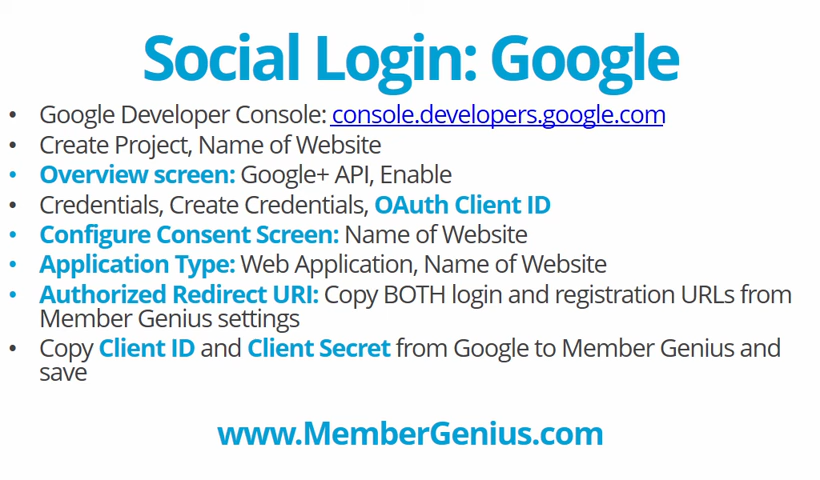 Social Login: Google
• Google Developer Console: console.developers.google.com
• Create Project, Name of Website
• Overview screen: Google+ API, Enable
• Credentials, Create Credentials, OAuth Client ID
• Configure Consent Screen: Name of Website
• Application Type: Web Application, Name of Website
• Authorized Redirect URI: Copy BOTH login and registration URLs from
Member Genius settings
• Copy Client ID and Client Secret from Google to Member Genius and
save
www.MemberGenius.com